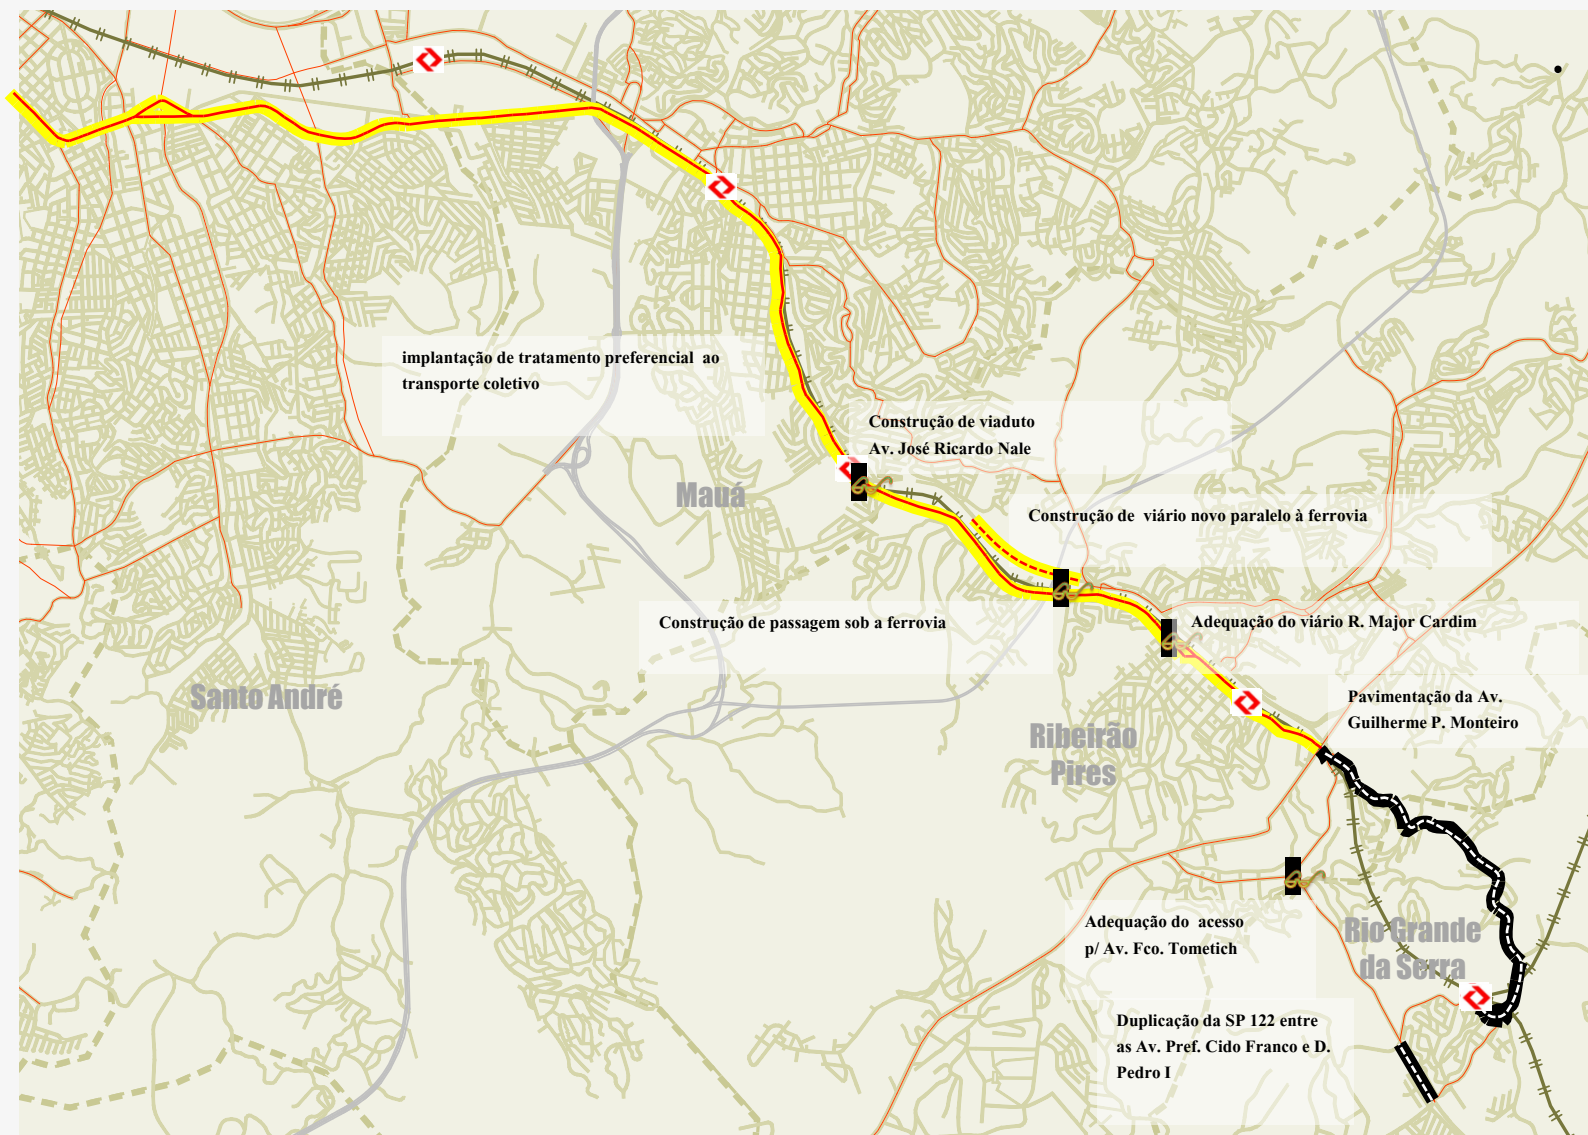 implantação de tratamento preferencial ao
transporte coletivo
Construção de viaduto
Av. José Ricardo Nale
Mauá
Construção de viário novo paralelo à ferrovia
Construção de passagem sob a ferrovia
Adequação do viário R. Major Cardim
Santo André
Pavimentação da Av.
Guilherme P. Monteiro
Ribeirão
Pires
Adequação do acesso
p/ Av. Fco. Tometich
Rio Grande
da Serra
Duplicação da SP 122 entre
as Av. Pref. Cido Franco e D.
Pedro I